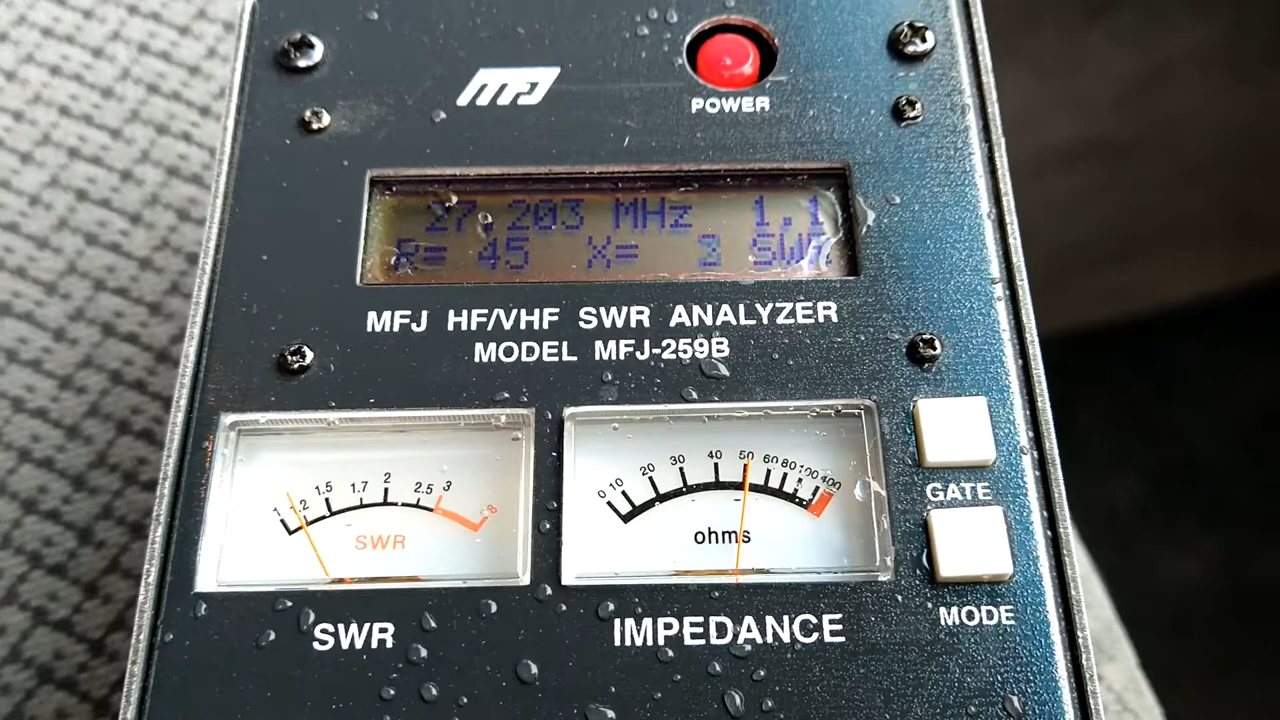 MFJ
POWER
27.203 MHz 1.1
R= 45 X= 3 SWR
MFJ HF/VHF SWR ANALYZER
MODEL MFJ-259B
1 1.2 1.5 1.7 2 2.5 3 8
SWR
0 10 20 30 40 50 60 80 100 400
ohms
GATE
MODE
SWR
IMPEDANCE